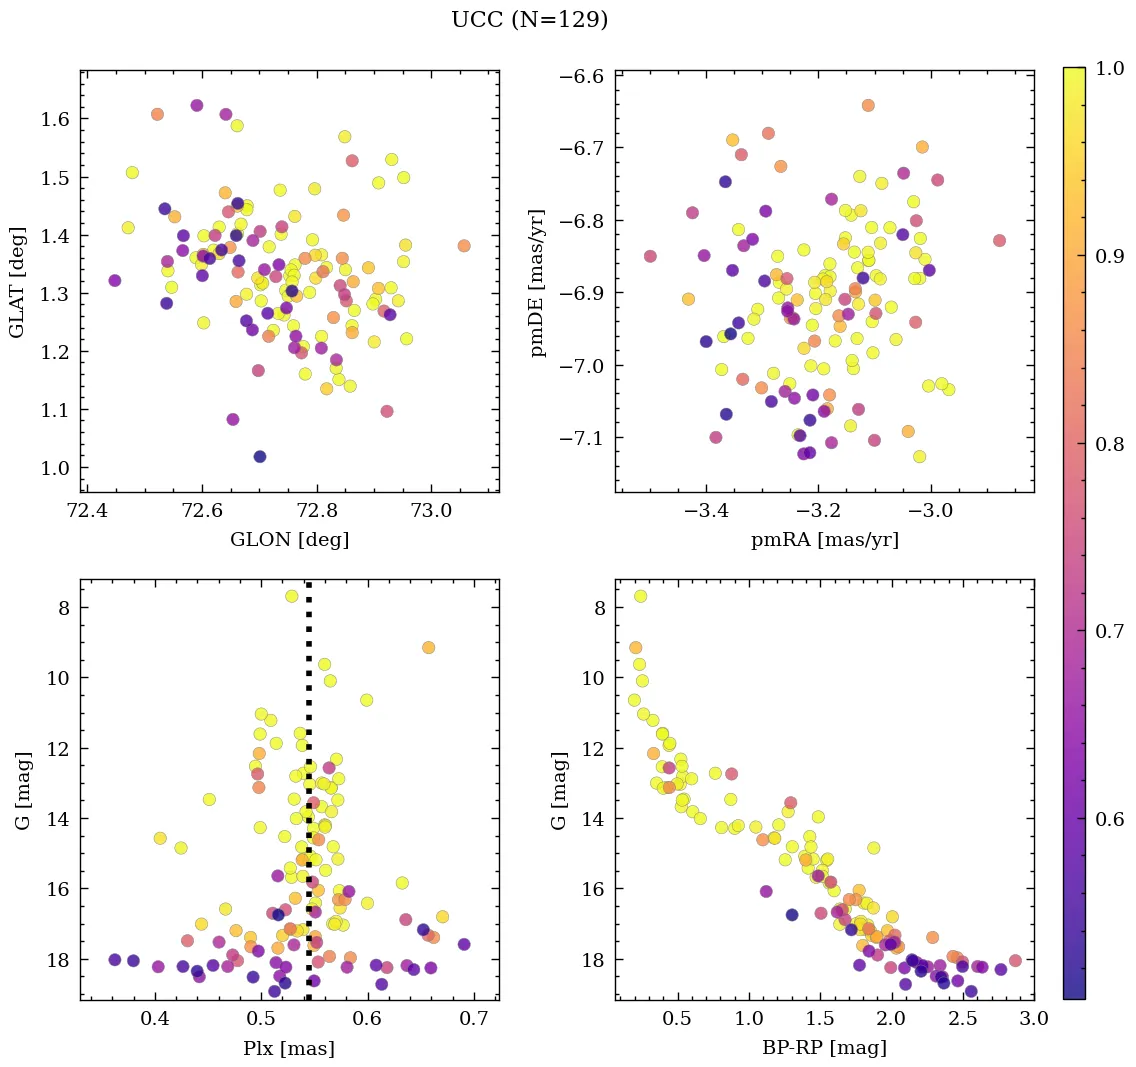 UCC (N=129)
1.6
1.5
1.4
1.3
1.2
1.1
1.0
GLAT [deg]
72.4 72.6 72.8 73.0
GLON [deg]
−6.6
−6.7
−6.8
−6.9
−7.0
−7.1
pmDE [mas/yr]
−3.4 −3.2 −3.0
pmRA [mas/yr]
8
10
12
14
16
18
G [mag]
0.4 0.5 0.6 0.7
Plx [mas]
8
10
12
14
16
18
G [mag]
0.5 1.0 1.5 2.0 2.5 3.0
BP-RP [mag]
1.0
0.9
0.8
0.7
0.6